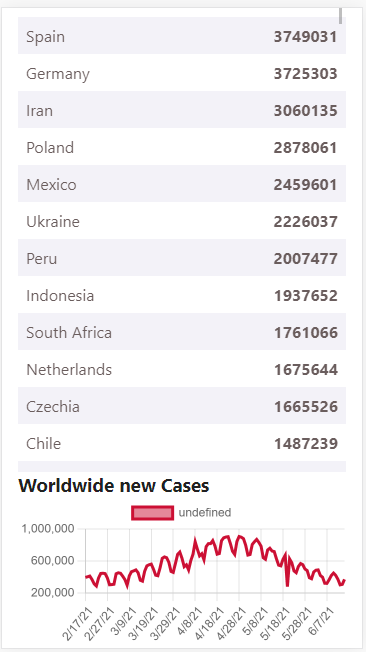 Spain 3749031
Germany 3725303
Iran 3060135
Poland 2878061
Mexico 2459601
Ukraine 2226037
Peru 2007477
Indonesia 1937652
South Africa 1761066
Netherlands 1675644
Czechia 1665526
Chile 1487239
Worldwide new Cases
undefined
1,000,000
600,000
200,000
2/17/21 2/27/21 3/9/21 3/19/21 3/29/21 4/8/21 4/18/21 4/28/21 5/8/21 5/18/21 5/28/21 6/7/21